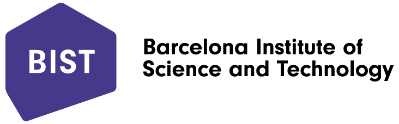 BIST
Barcelona Institute of
Science and Technology